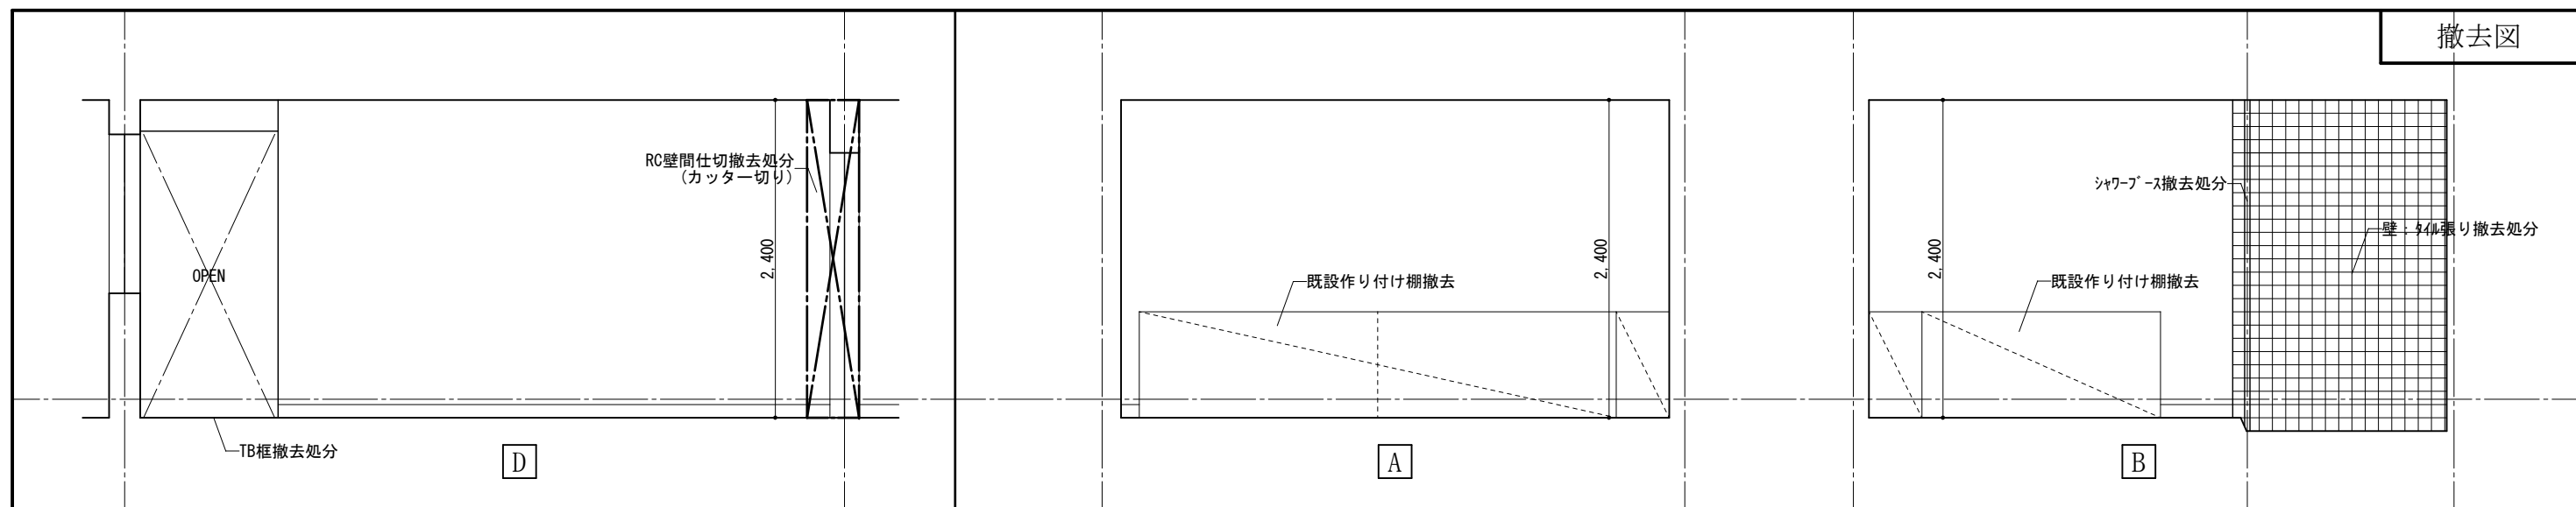 撤去図
RC壁間仕切撤去処分
(カッター切り)
2,400
OPEN
TB框撤去処分
D
既設作り付け棚撤去
2,400
A
2,400
既設作り付け棚撤去
シャワーブース撤去処分
壁：タイル張り撤去処分
B